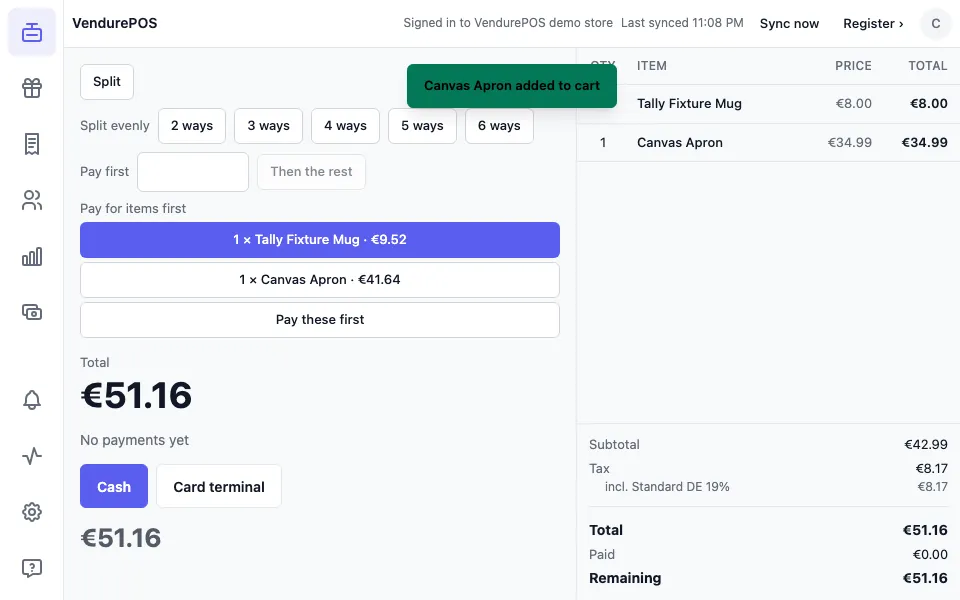 VendurePOS
Signed in to VendurePOS demo store Last synced 11:08 PM Sync now Register › C
Split
Canvas Apron added to cart
Split evenly 2 ways 3 ways 4 ways 5 ways 6 ways
Pay first Then the rest
Pay for items first
1 × Tally Fixture Mug · €9.52
1 × Canvas Apron · €41.64
Pay these first
Total
€51.16
No payments yet
Cash Card terminal
€51.16
QTY ITEM PRICE TOTAL
Tally Fixture Mug €8.00 €8.00
1 Canvas Apron €34.99 €34.99
Subtotal €42.99
Tax €8.17
incl. Standard DE 19% €8.17
Total €51.16
Paid €0.00
Remaining €51.16